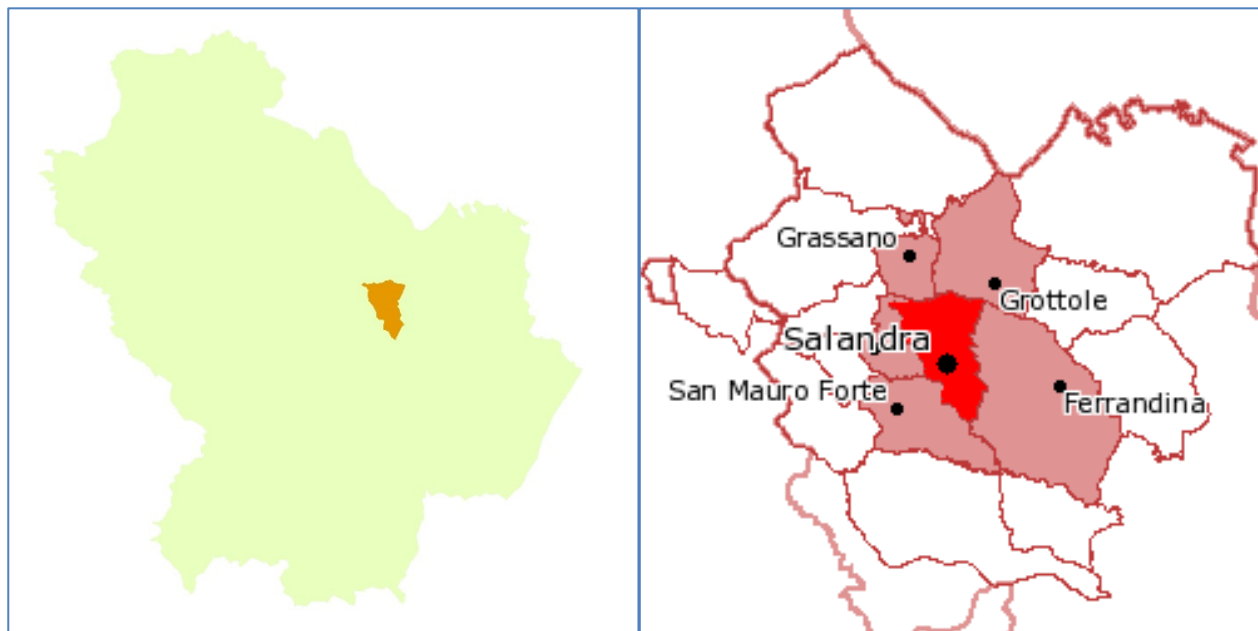 Grassano
Grottole
Salandra
San Mauro Forte
Ferrandina